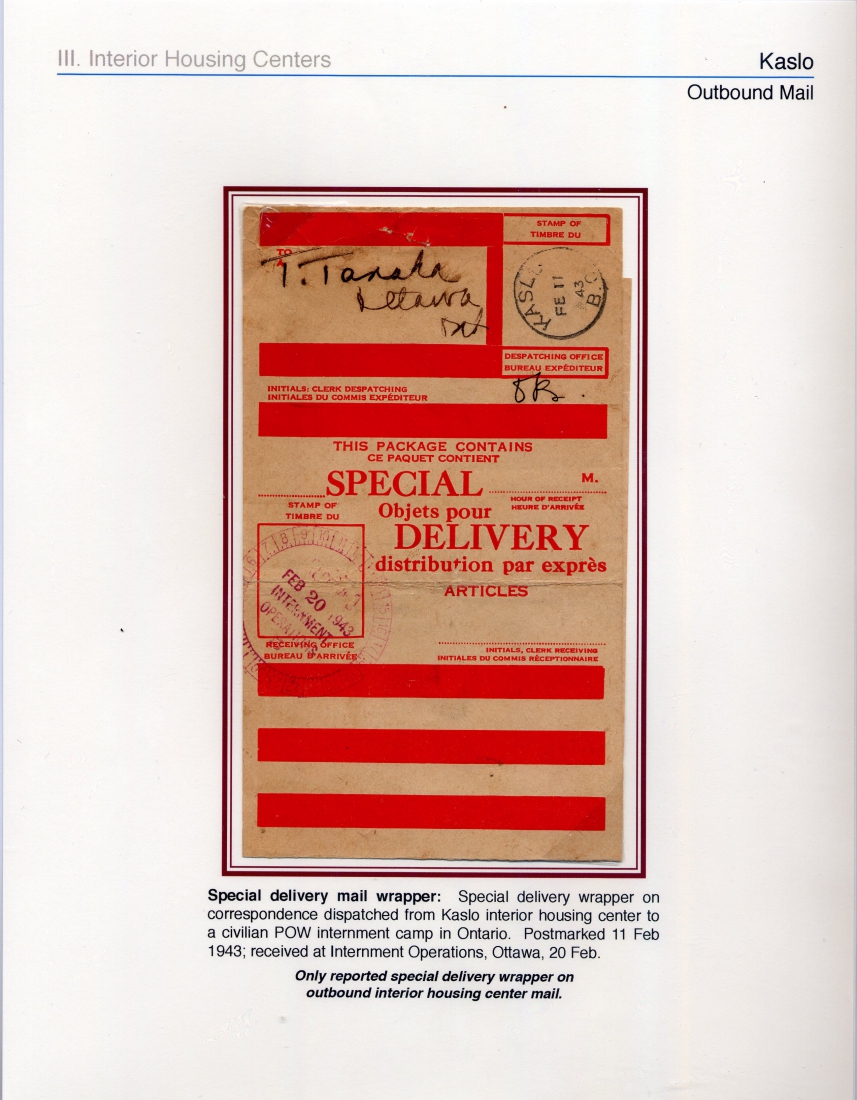 III. Interior Housing Centers
Kaslo
Outbound Mail
STAMP OF
TIMBRE DU
TO
A
T. Tanaka
Ottawa
Ont
KASLO
FE 11
43
B.C.
DESPATCHING OFFICE
BUREAU EXPÉDITEUR
INITIALS: CLERK DESPATCHING
INITIALES DU COMMIS EXPÉDITEUR
THIS PACKAGE CONTAINS
CE PAQUET CONTIENT
SPECIAL
M.
HOUR OF RECEIPT
HEURE D'ARRIVÉE
STAMP OF
TIMBRE DU
Objets pour
DELIVERY
distribution par exprès
ARTICLES
FEB 20 1943
INTERNMENT
OPERATIONS
RECEIVING OFFICE
BUREAU D'ARRIVÉE
INITIALS, CLERK RECEIVING
INITIALES DU COMMIS RÉCEPTIONNAIRE
Special delivery mail wrapper: Special delivery wrapper on
correspondence dispatched from Kaslo interior housing center to
a civilian POW internment camp in Ontario. Postmarked 11 Feb
1943; received at Internment Operations, Ottawa, 20 Feb.
Only reported special delivery wrapper on
outbound interior housing center mail.